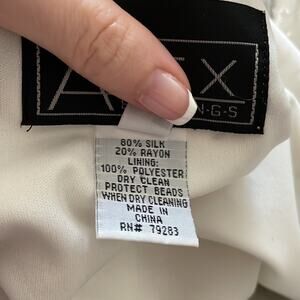 X
N·G·S
80% SILK
20% RAYON
LINING:
100% POLYESTER
DRY CLEAN
PROTECT BEADS
WHEN DRY CLEANING
MADE IN
CHINA
RN# 79283